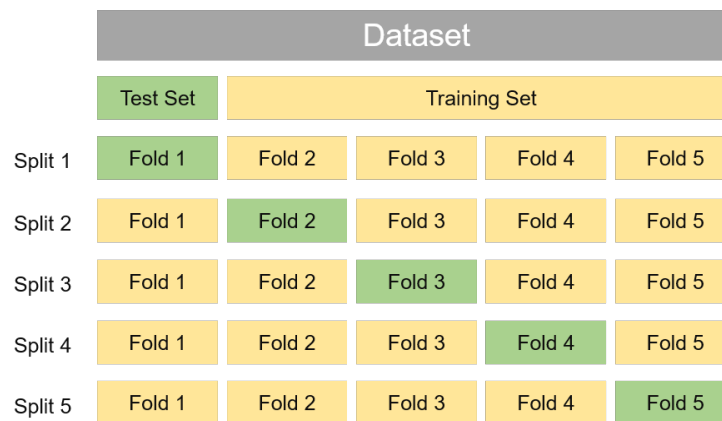 Dataset
Test Set Training Set
Split 1 Fold 1 Fold 2 Fold 3 Fold 4 Fold 5
Split 2 Fold 1 Fold 2 Fold 3 Fold 4 Fold 5
Split 3 Fold 1 Fold 2 Fold 3 Fold 4 Fold 5
Split 4 Fold 1 Fold 2 Fold 3 Fold 4 Fold 5
Split 5 Fold 1 Fold 2 Fold 3 Fold 4 Fold 5